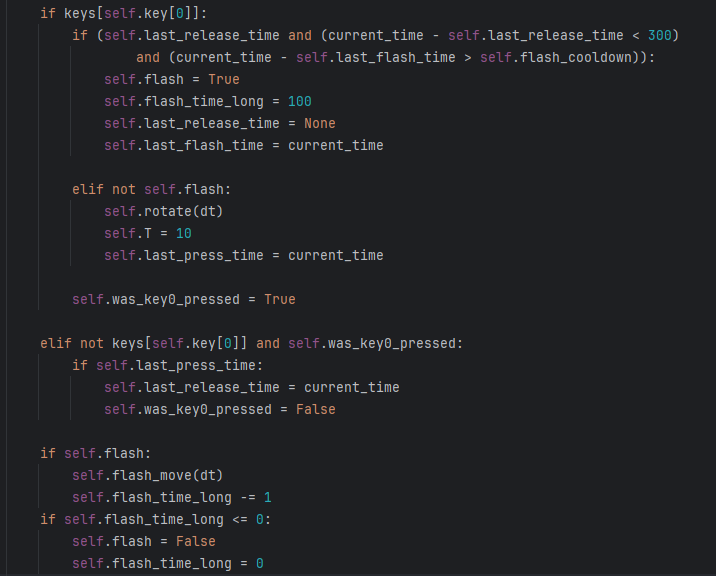 if keys[self.key[0]]:
    if (self.last_release_time and (current_time - self.last_release_time < 300)
            and (current_time - self.last_flash_time > self.flash_cooldown)):
        self.flash = True
        self.flash_time_long = 100
        self.last_release_time = None
        self.last_flash_time = current_time

    elif not self.flash:
        self.rotate(dt)
        self.T = 10
        self.last_press_time = current_time

    self.was_key0_pressed = True

elif not keys[self.key[0]] and self.was_key0_pressed:
    if self.last_press_time:
        self.last_release_time = current_time
        self.was_key0_pressed = False

if self.flash:
    self.flash_move(dt)
    self.flash_time_long -= 1
if self.flash_time_long <= 0:
    self.flash = False
    self.flash_time_long = 0